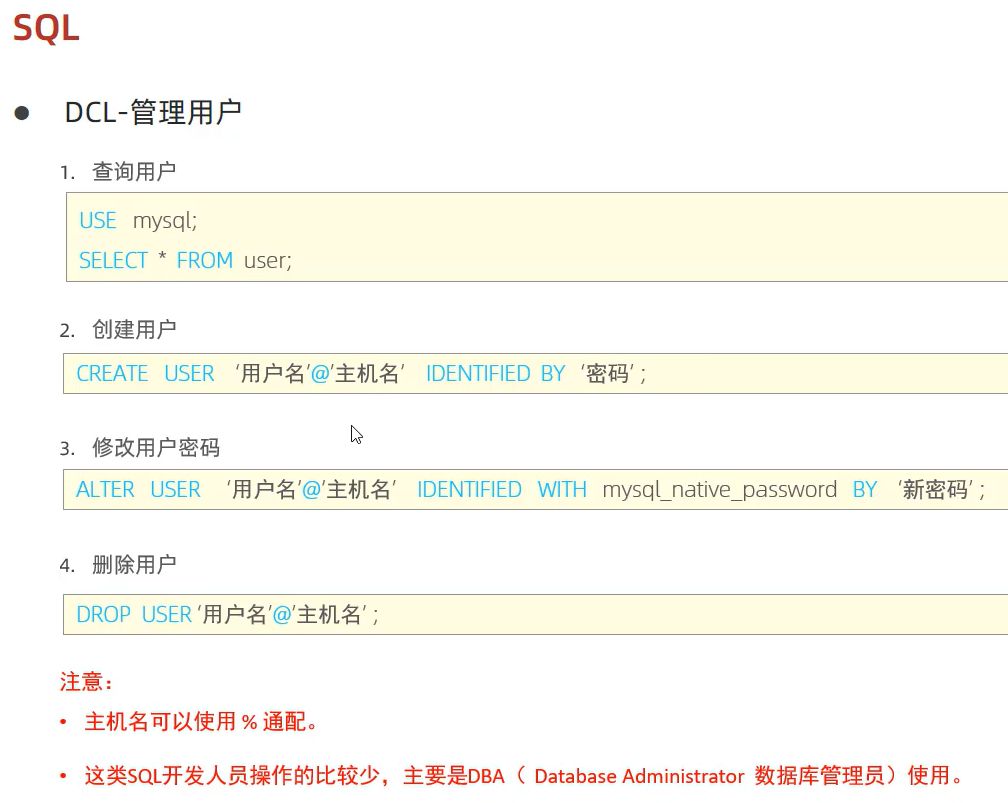 SQL
● DCL-管理用户
1. 查询用户
USE mysql;
SELECT * FROM user;
2. 创建用户
CREATE USER ‘用户名’@’主机名’ IDENTIFIED BY ‘密码’ ;
3. 修改用户密码
ALTER USER ‘用户名’@’主机名’ IDENTIFIED WITH mysql_native_password BY ‘新密码’ ;
4. 删除用户
DROP USER ‘用户名’@’主机名’ ;
注意：
• 主机名可以使用 % 通配。
• 这类SQL开发人员操作的比较少，主要是DBA（ Database Administrator 数据库管理员）使用。